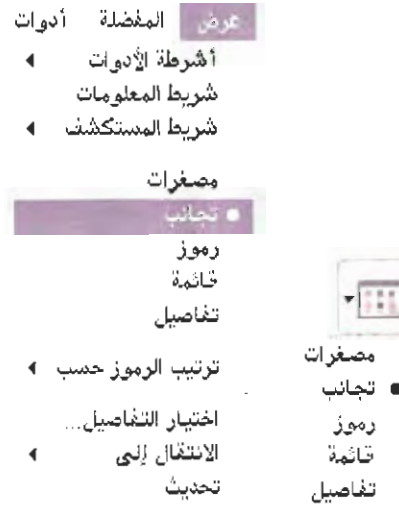 عرض المفضلة أدوات
أشرطة الأدوات
شريط المعلومات
شريط المستكشف
مصغرات
تجانب
رموز
قائمة
تفاصيل
ترتيب الرموز حسب
اختيار التفاصيل...
الانتقال إلى
تحديث
مصغرات
تجانب
رموز
قائمة
تفاصيل